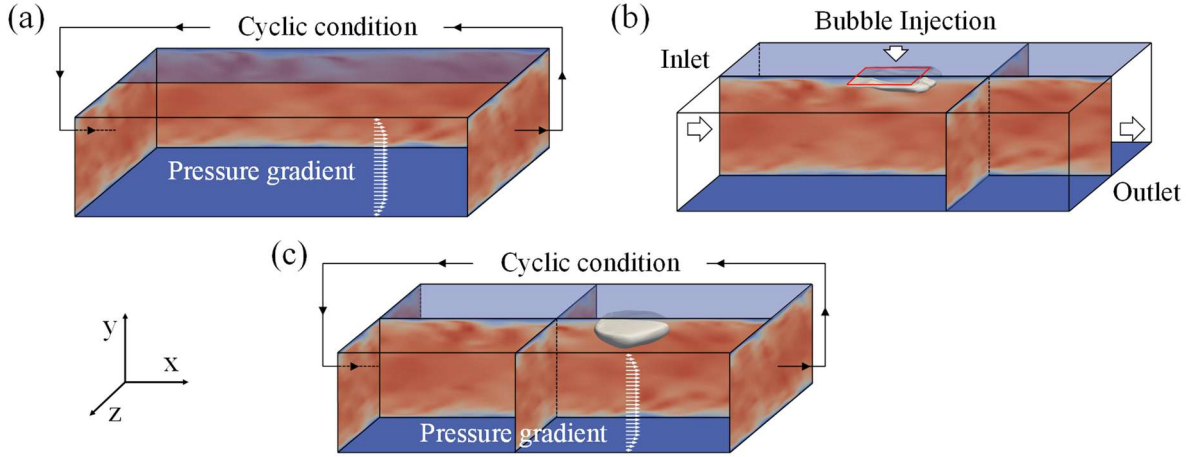 (a)
Cyclic condition
Pressure gradient
(b)
Bubble Injection
Inlet
Outlet
(c)
Cyclic condition
Pressure gradient
y
x
z